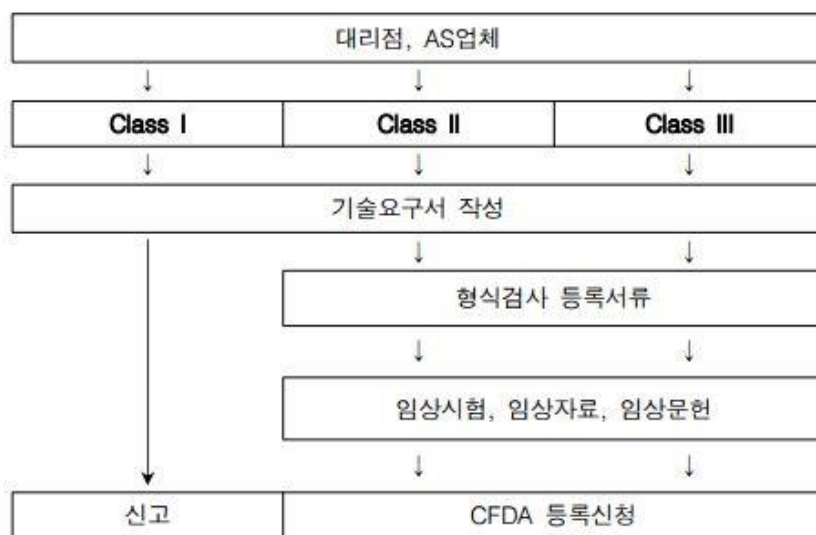 대리점, AS업체
↓ ↓ ↓
Class I Class II Class III
↓ ↓ ↓
기술요구서 작성
↓ ↓
형식검사 등록서류
↓ ↓
임상시험, 임상자료, 임상문헌
↓ ↓
신고 CFDA 등록신청